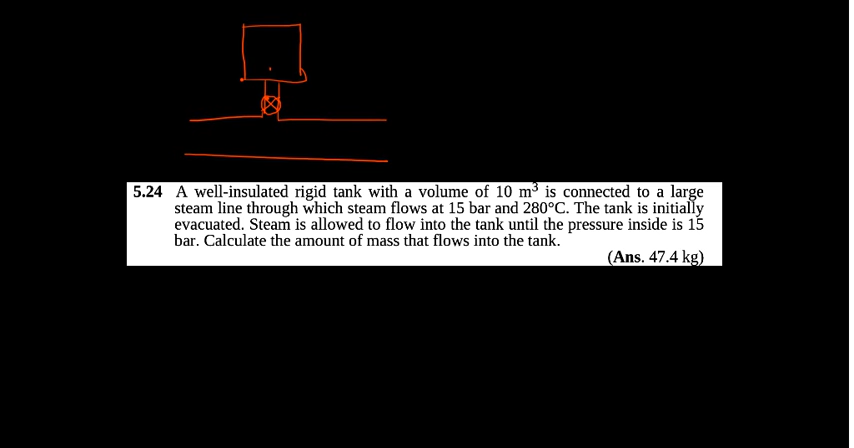 5.24 A well-insulated rigid tank with a volume of 10 m³ is connected to a large
steam line through which steam flows at 15 bar and 280°C. The tank is initially
evacuated. Steam is allowed to flow into the tank until the pressure inside is 15
bar. Calculate the amount of mass that flows into the tank.
(Ans. 47.4 kg)